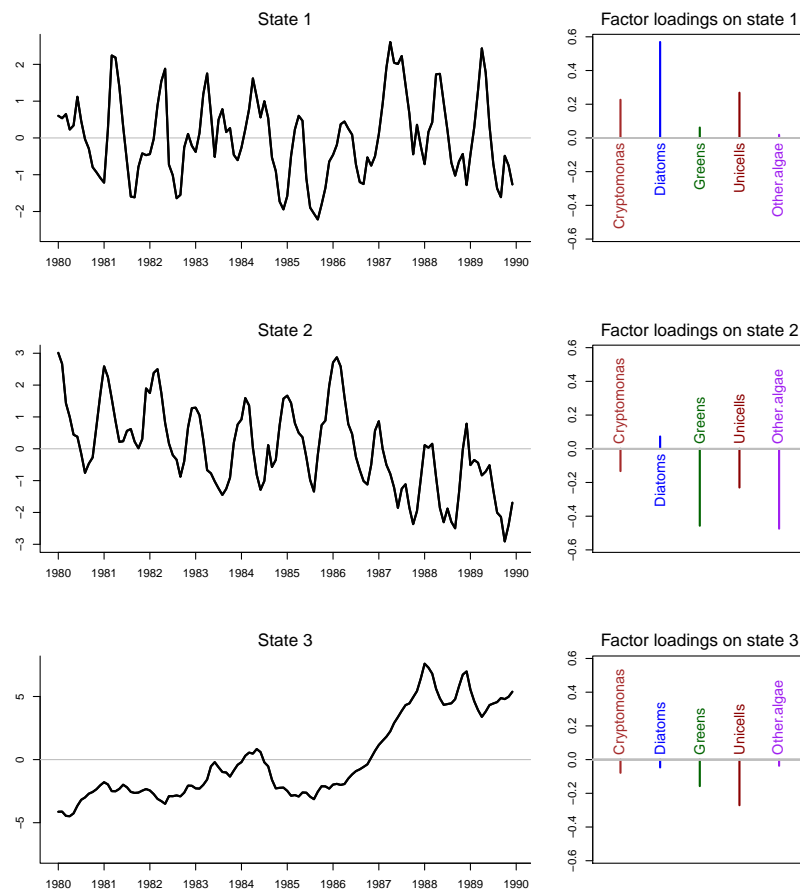 State 1
2
1
0
−1
−2
1980 1981 1982 1983 1984 1985 1986 1987 1988 1989 1990
Factor loadings on state 1
0.6
0.4
0.2
0.0
−0.2
−0.4
−0.6
Cryptomonas
Diatoms
Greens
Unicells
Other.algae
State 2
3
2
1
0
−1
−2
−3
1980 1981 1982 1983 1984 1985 1986 1987 1988 1989 1990
Factor loadings on state 2
0.6
0.4
0.2
0.0
−0.2
−0.4
−0.6
Cryptomonas
Diatoms
Greens
Unicells
Other.algae
State 3
5
0
−5
1980 1981 1982 1983 1984 1985 1986 1987 1988 1989 1990
Factor loadings on state 3
0.6
0.4
0.2
0.0
−0.2
−0.4
−0.6
Cryptomonas
Diatoms
Greens
Unicells
Other.algae